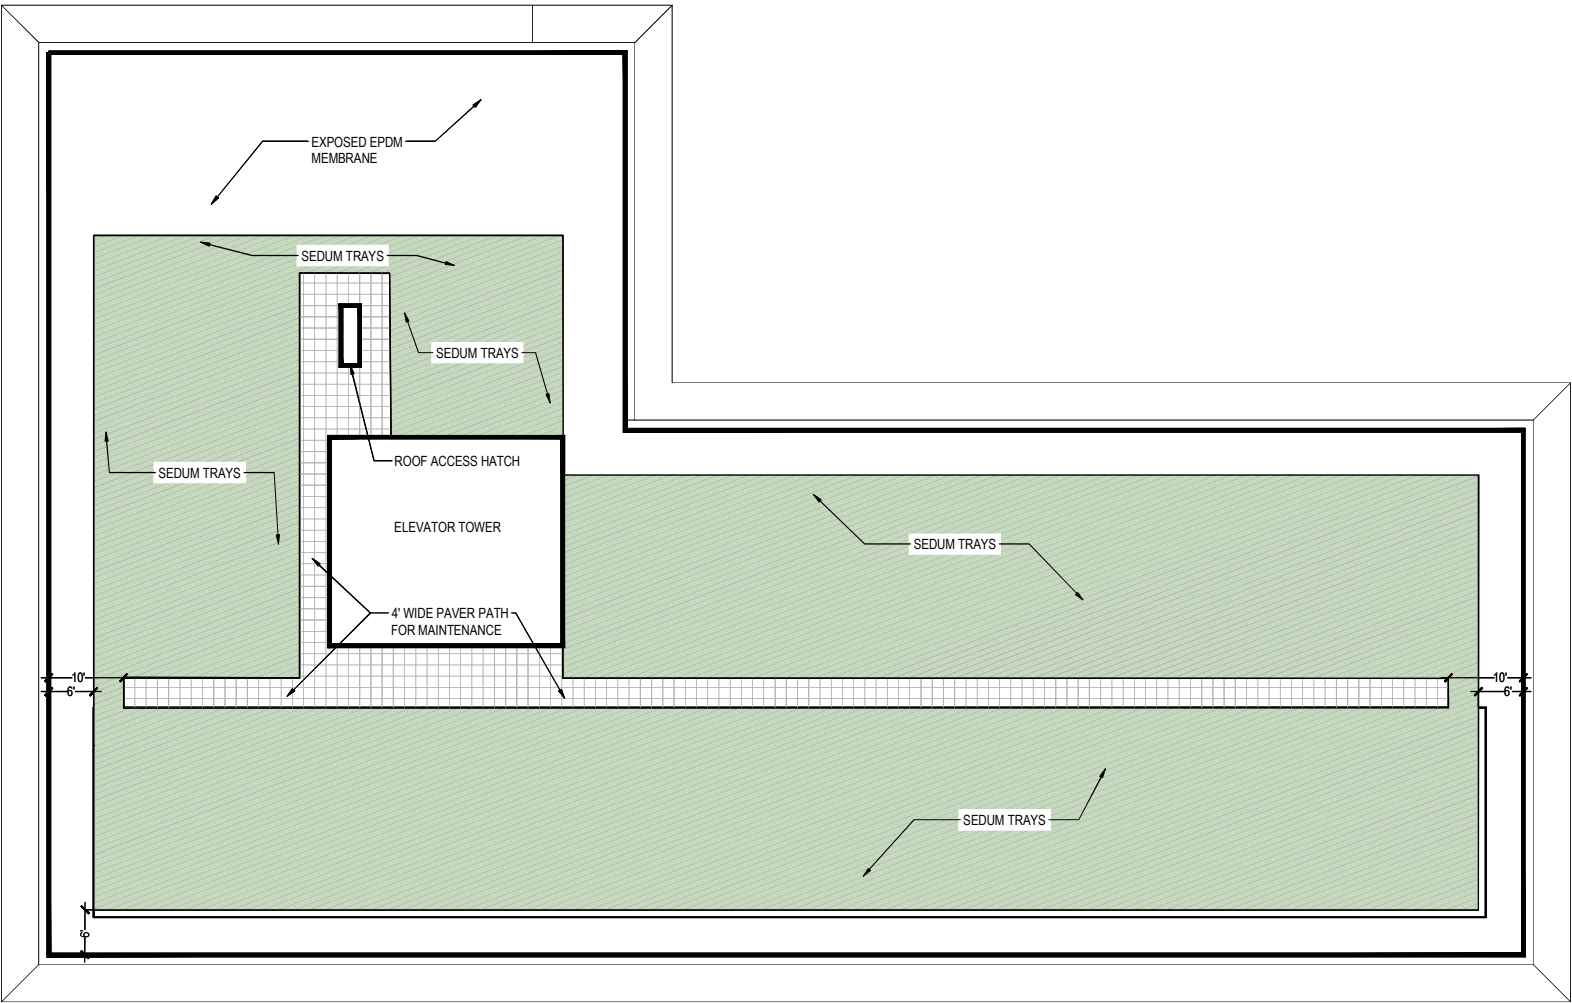 EXPOSED EPDM
MEMBRANE
SEDUM TRAYS
SEDUM TRAYS
ROOF ACCESS HATCH
SEDUM TRAYS
ELEVATOR TOWER
SEDUM TRAYS
4' WIDE PAVER PATH
FOR MAINTENANCE
10'
10'
6'
6'
SEDUM TRAYS
6'